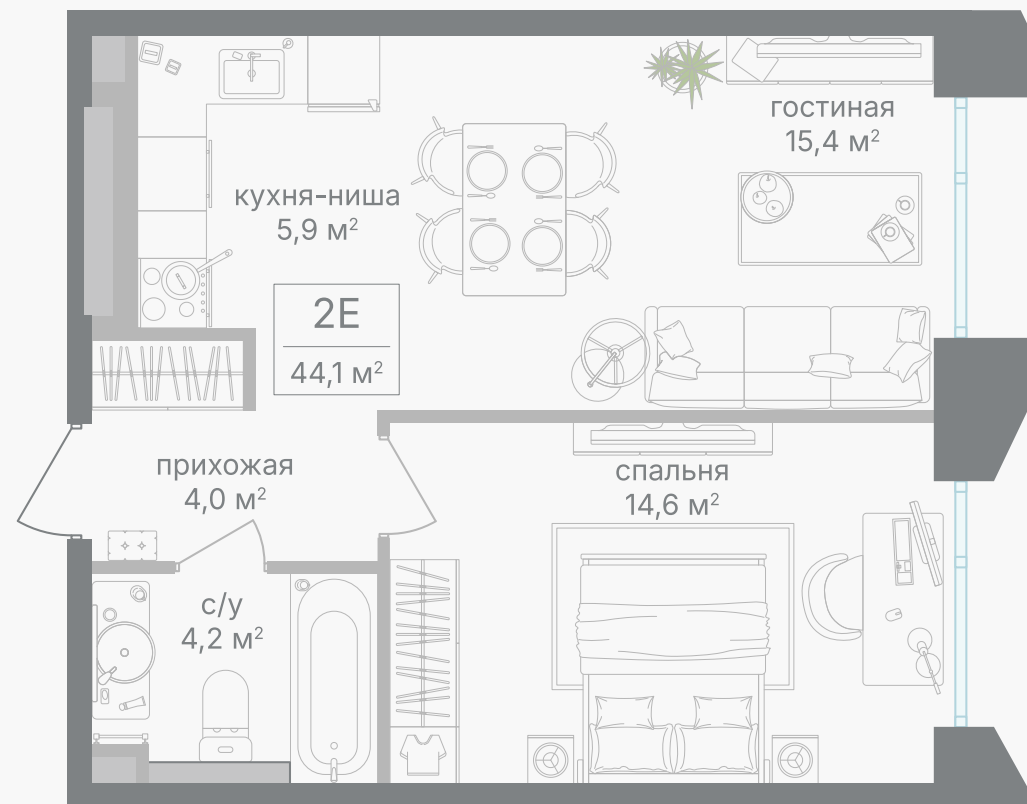 гостиная
15,4 м²
кухня-ниша
5,9 м²
2Е
44,1 м²
прихожая
4,0 м²
спальня
14,6 м²
с/у
4,2 м²